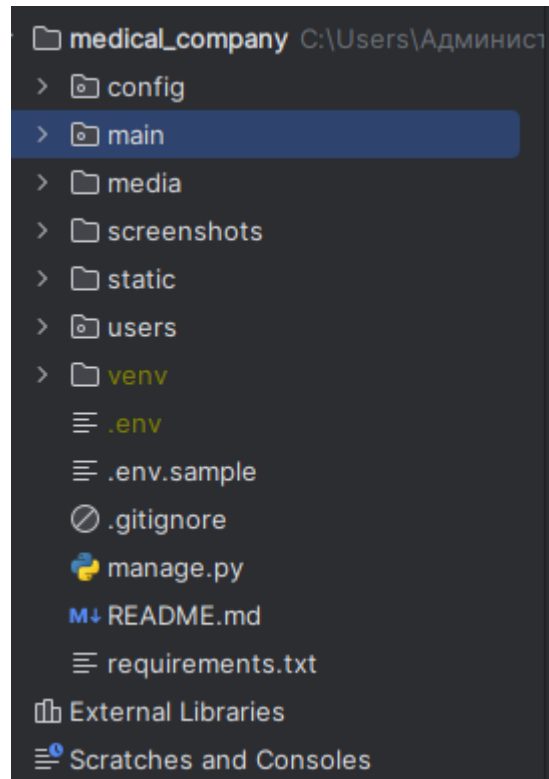 medical_company C:\Users\Админист
config
main
media
screenshots
static
users
venv
.env
.env.sample
.gitignore
manage.py
M↓ README.md
requirements.txt
External Libraries
Scratches and Consoles